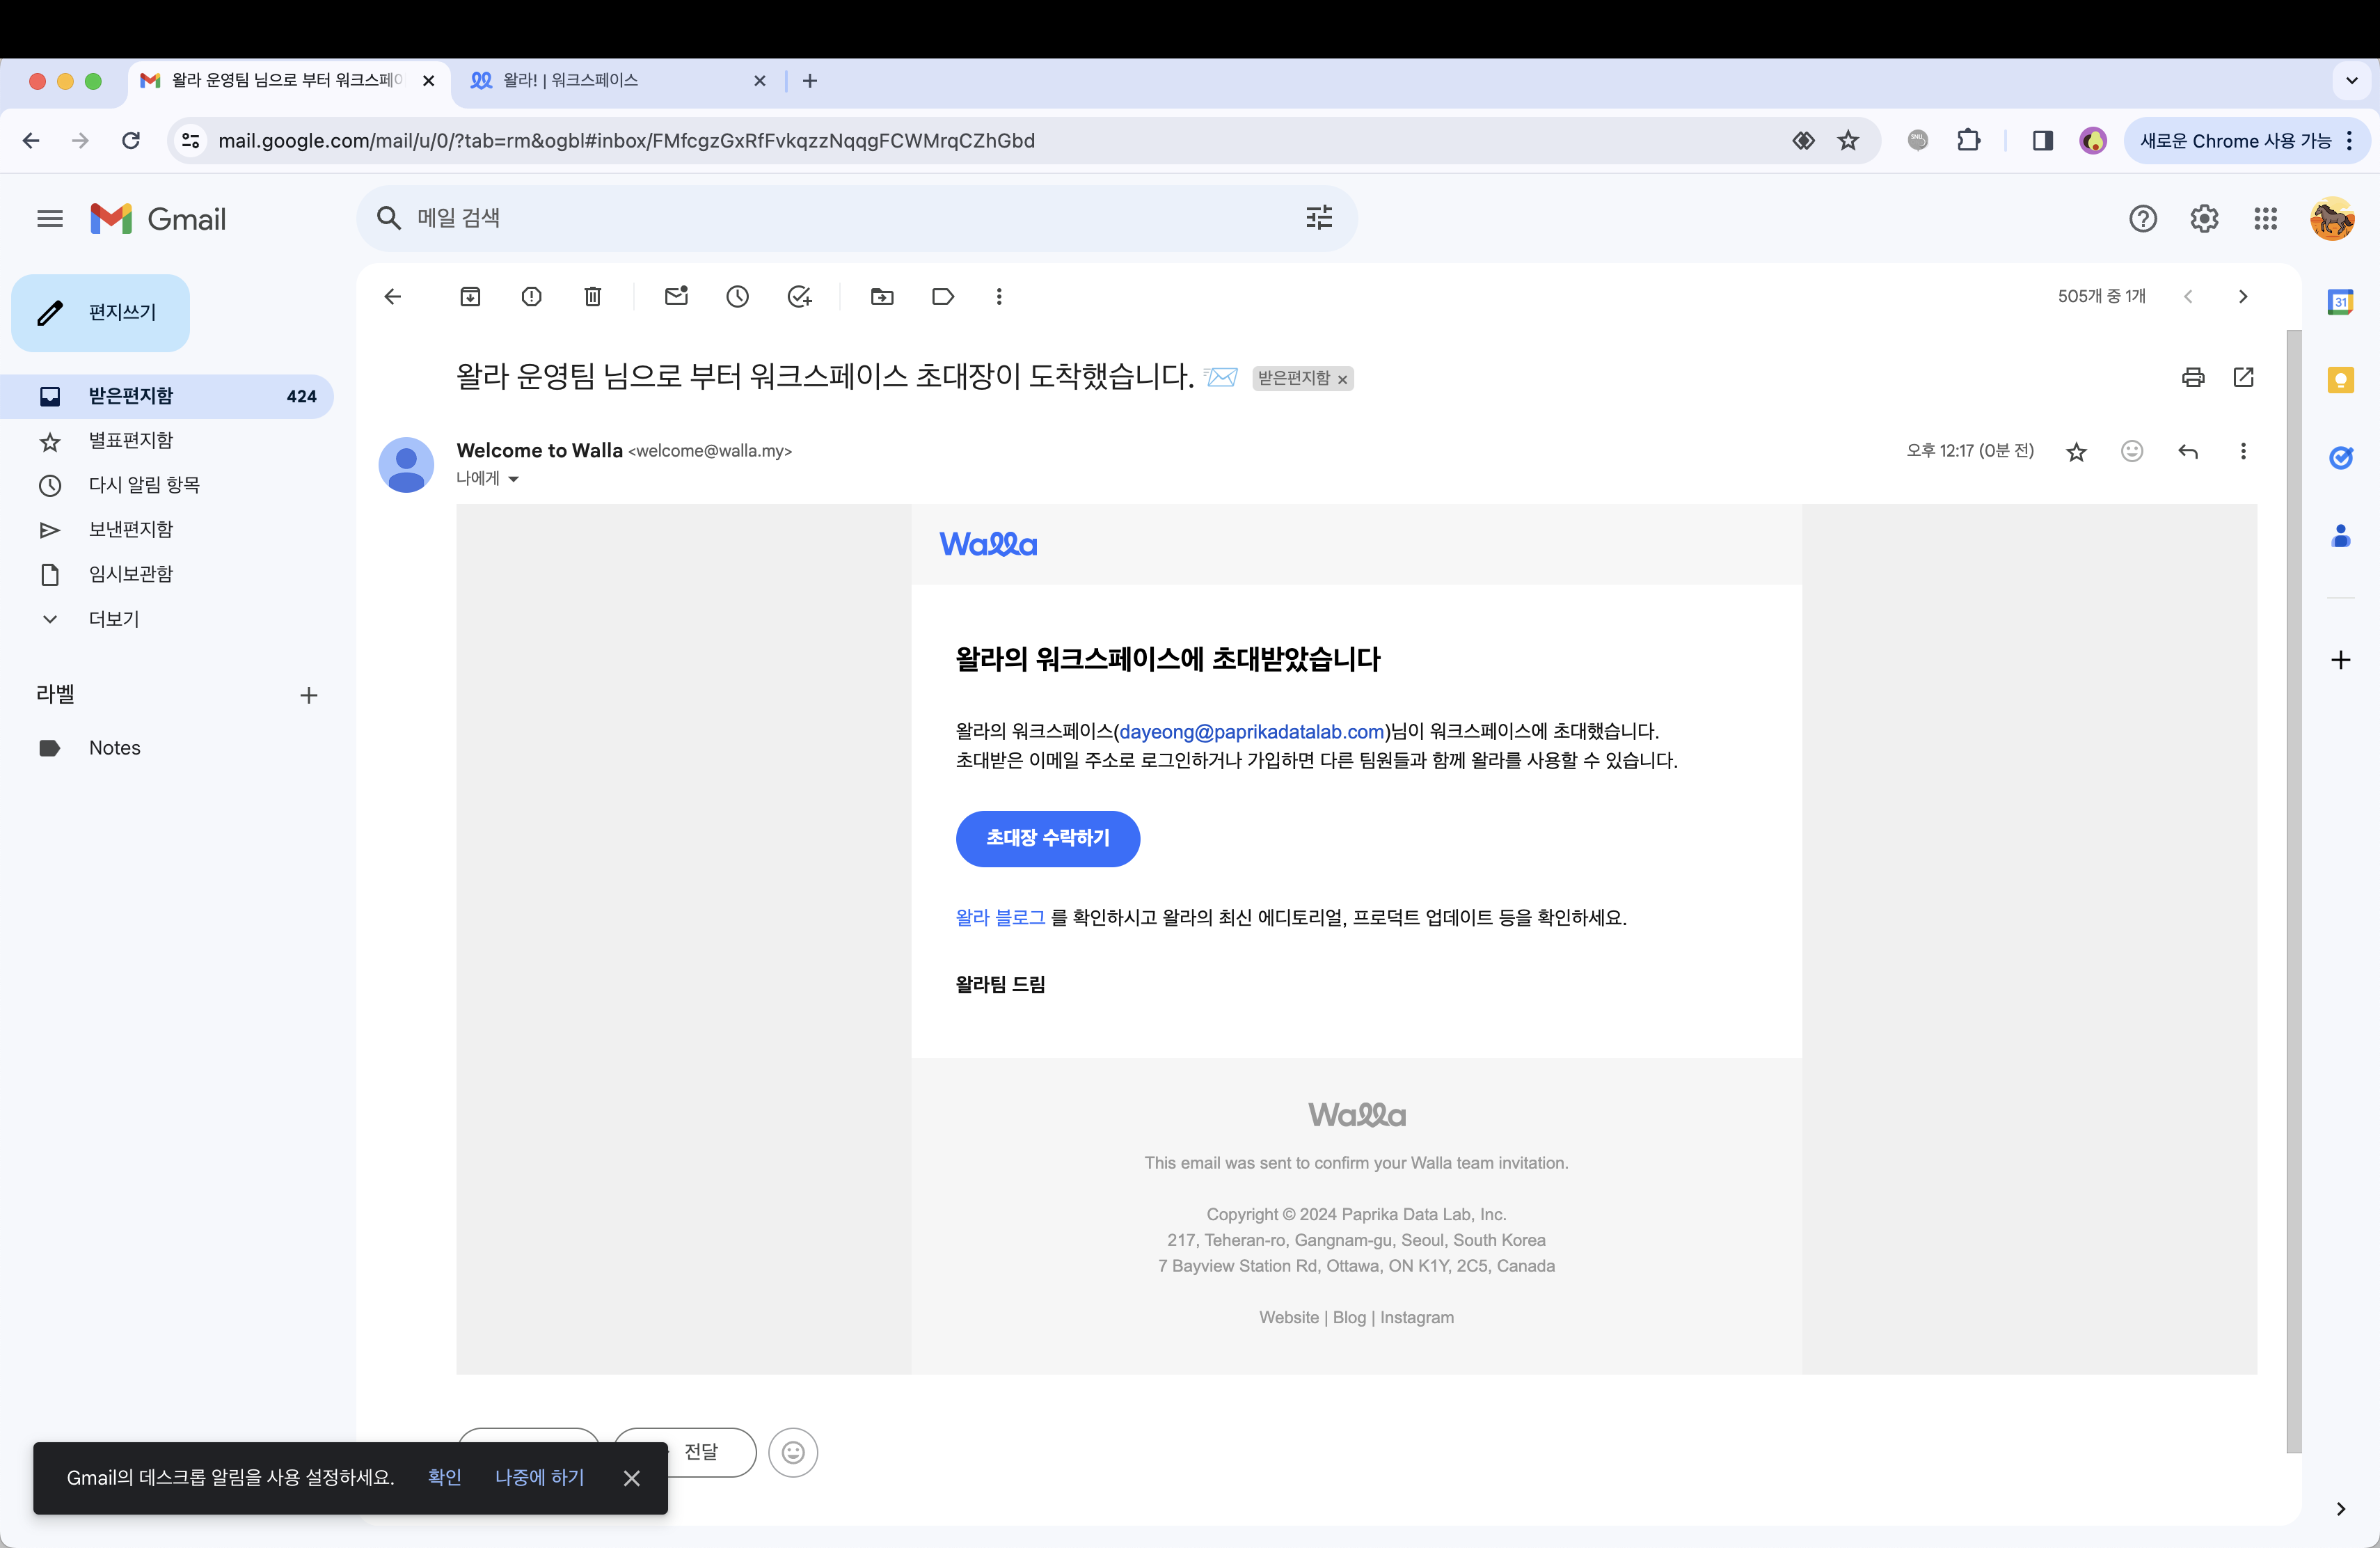 왈라 운영팀 님으로 부터 워크스페이
왈라! | 워크스페이스
mail.google.com/mail/u/0/?tab=rm&ogbl#inbox/FMfcgzGxRfFvkqzzNqqgFCWMrqCZhGbd
새로운 Chrome 사용 가능
Gmail
메일 검색
편지쓰기
505개 중 1개
31
받은편지함 424
별표편지함
다시 알림 항목
보낸편지함
임시보관함
더보기
라벨
Notes
왈라 운영팀 님으로 부터 워크스페이스 초대장이 도착했습니다. 📨 받은편지함 ×
Welcome to Walla <welcome@walla.my>
오후 12:17 (0분 전)
나에게
Walla
왈라의 워크스페이스에 초대받았습니다
왈라의 워크스페이스(dayeong@paprikadatalab.com)님이 워크스페이스에 초대했습니다.
초대받은 이메일 주소로 로그인하거나 가입하면 다른 팀원들과 함께 왈라를 사용할 수 있습니다.
초대장 수락하기
왈라 블로그 를 확인하시고 왈라의 최신 에디토리얼, 프로덕트 업데이트 등을 확인하세요.
왈라팀 드림
Walla
This email was sent to confirm your Walla team invitation.
Copyright © 2024 Paprika Data Lab, Inc.
217, Teheran-ro, Gangnam-gu, Seoul, South Korea
7 Bayview Station Rd, Ottawa, ON K1Y, 2C5, Canada
Website | Blog | Instagram
전달
Gmail의 데스크톱 알림을 사용 설정하세요. 확인 나중에 하기